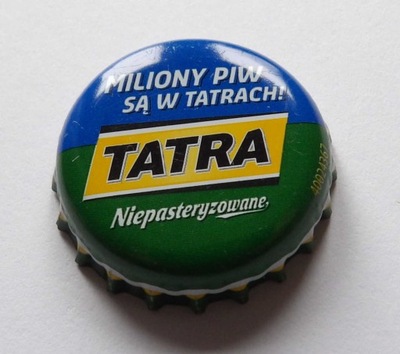 MILIONY PIW
SĄ W TATRACH!
TATRA
Niepasteryzowane.